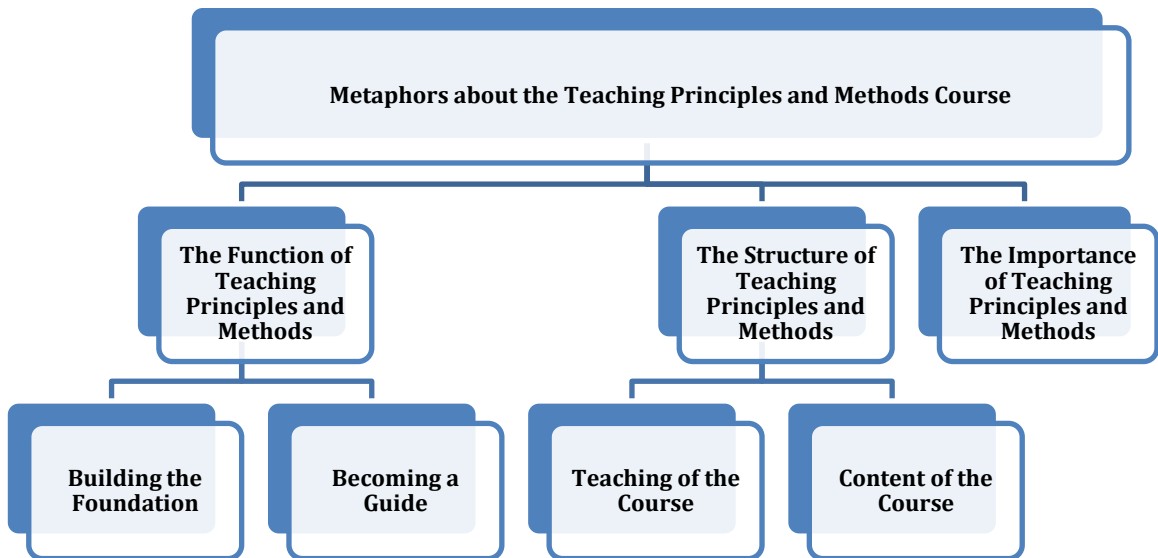 Metaphors about the Teaching Principles and Methods Course
The Function of
Teaching
Principles and
Methods
The Structure of
Teaching
Principles and
Methods
The Importance
of Teaching
Principles and
Methods
Building the
Foundation
Becoming a
Guide
Teaching of the
Course
Content of the
Course